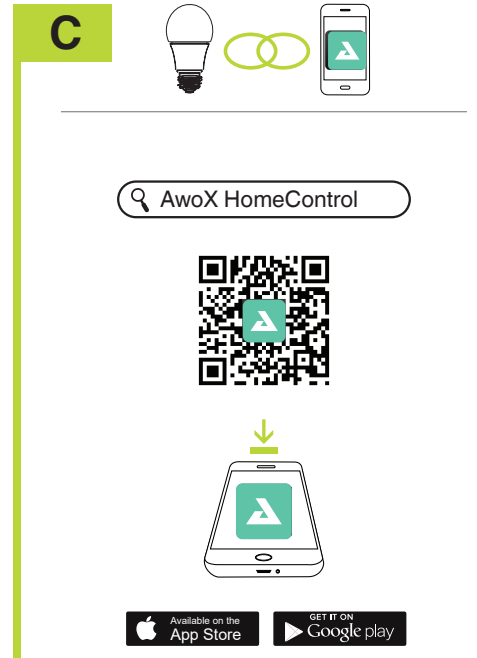 C
AwoX HomeControl
Available on the
App Store
GET IT ON
Google play